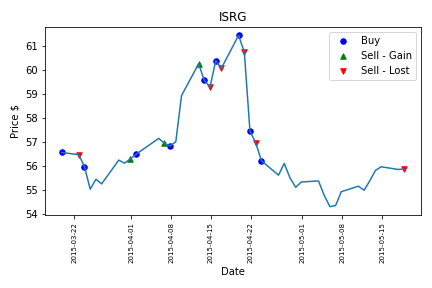 ISRG
Buy
Sell - Gain
Sell - Lost
Price $
61
60
59
58
57
56
55
54
2015-03-22
2015-04-01
2015-04-08
2015-04-15
2015-04-22
2015-05-01
2015-05-08
2015-05-15
Date